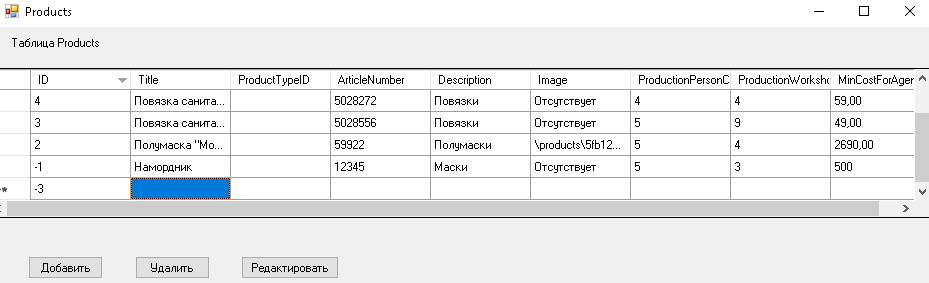 Products
Таблица Products
ID Title ProductTypeID ArticleNumber Description Image ProductionPersonC ProductionWorksho MinCostForAgen
4 Повязка санита... 5028272 Повязки Отсутствует 4 4 59,00
3 Повязка санита... 5028556 Повязки Отсутствует 5 9 49,00
2 Полумаска "Мо... 59922 Полумаски \products\5fb12... 5 4 2690,00
-1 Намордник 12345 Маски Отсутствует 5 3 500
-3
Добавить Удалить Редактировать